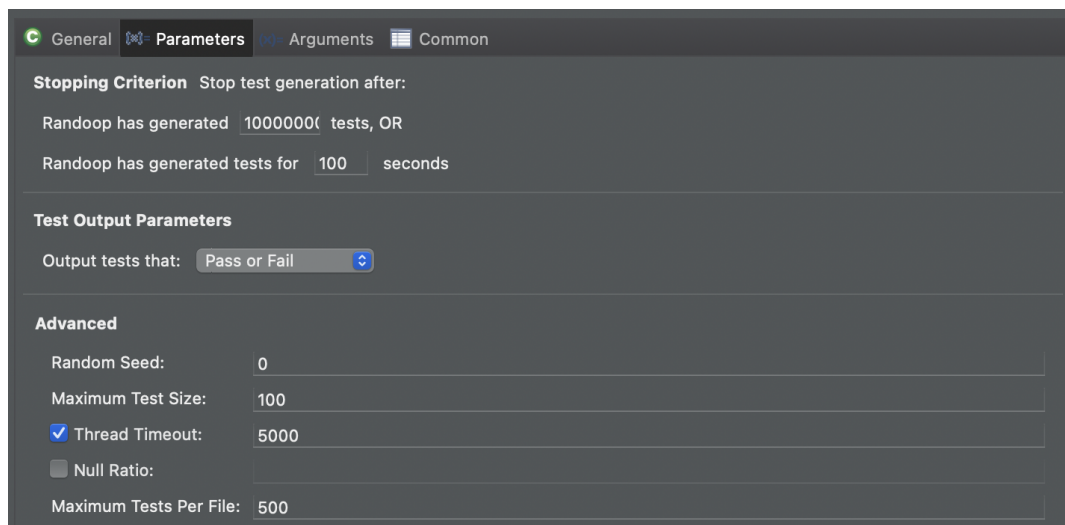 General Parameters Arguments Common
Stopping Criterion Stop test generation after:
Randoop has generated 10000000 tests, OR
Randoop has generated tests for 100 seconds
Test Output Parameters
Output tests that: Pass or Fail
Advanced
Random Seed: 0
Maximum Test Size: 100
Thread Timeout: 5000
Null Ratio:
Maximum Tests Per File: 500